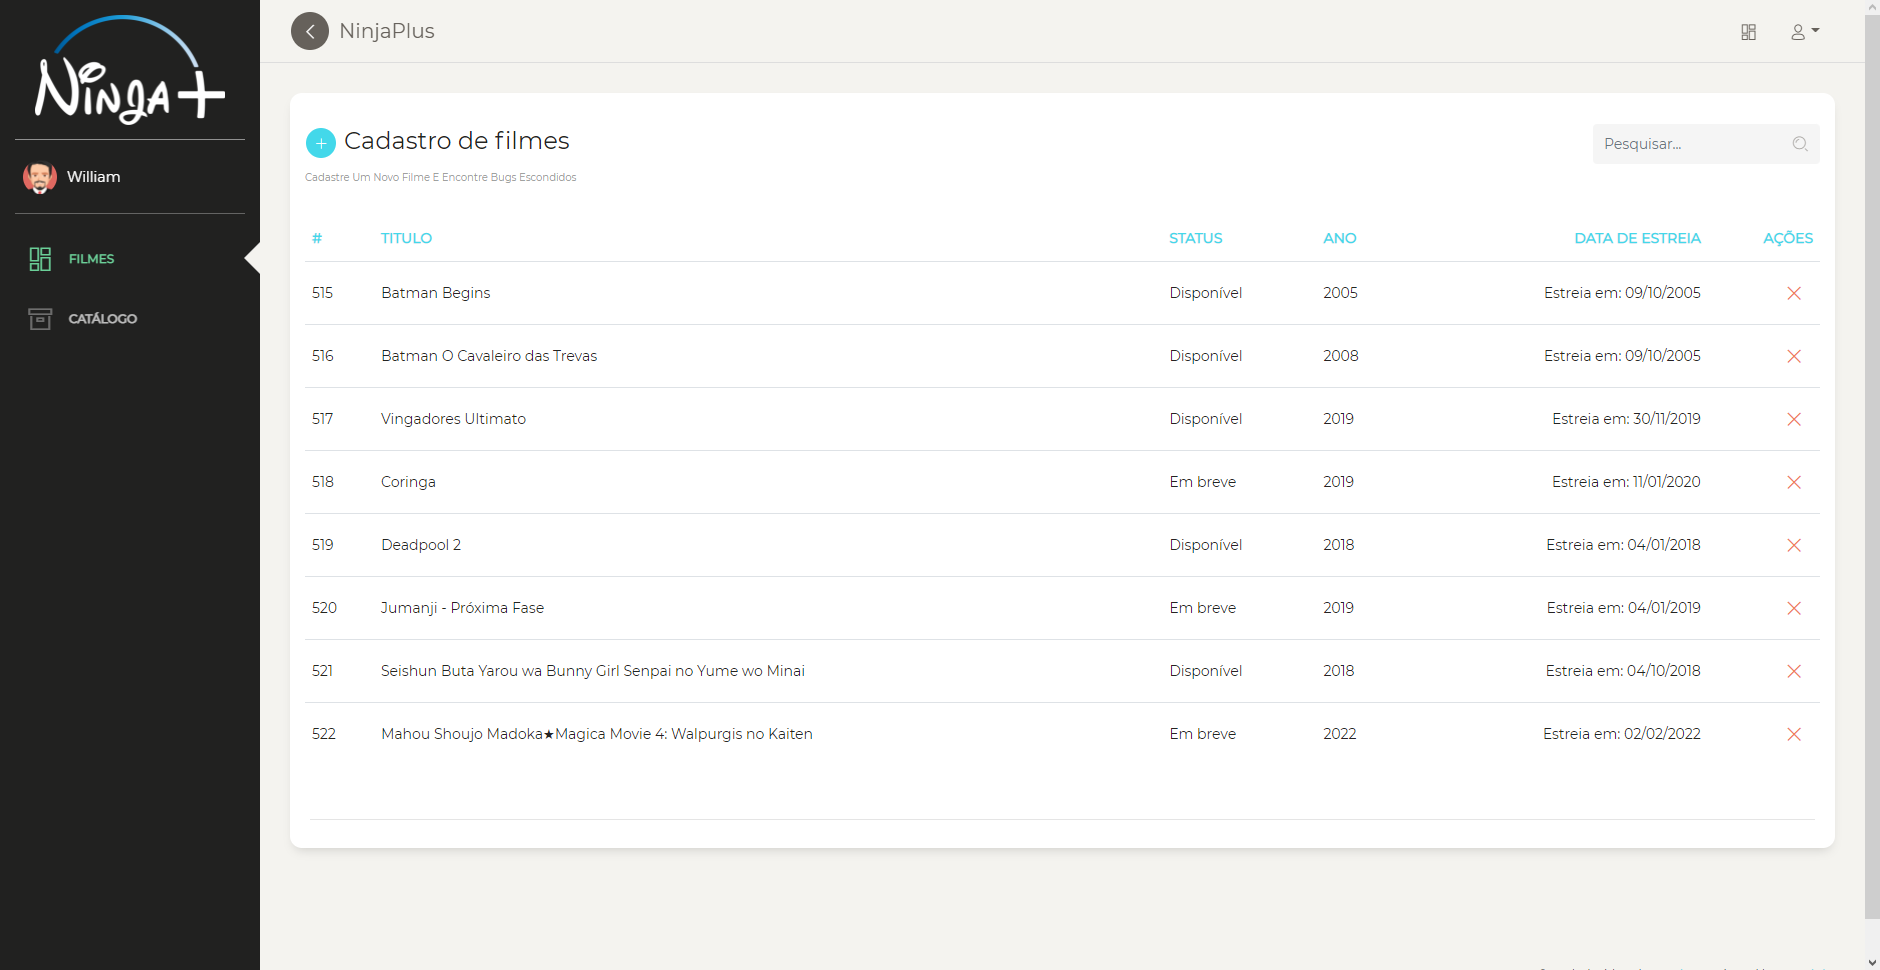 Ninja+
NinjaPlus
William
FILMES
CATÁLOGO
Cadastro de filmes
Pesquisar...
Cadastre Um Novo Filme E Encontre Bugs Escondidos
# TITULO STATUS ANO DATA DE ESTREIA AÇÕES
515 Batman Begins Disponível 2005 Estreia em: 09/10/2005
516 Batman O Cavaleiro das Trevas Disponível 2008 Estreia em: 09/10/2005
517 Vingadores Ultimato Disponível 2019 Estreia em: 30/11/2019
518 Coringa Em breve 2019 Estreia em: 11/01/2020
519 Deadpool 2 Disponível 2018 Estreia em: 04/01/2018
520 Jumanji - Próxima Fase Em breve 2019 Estreia em: 04/01/2019
521 Seishun Buta Yarou wa Bunny Girl Senpai no Yume wo Minai Disponível 2018 Estreia em: 04/10/2018
522 Mahou Shoujo Madoka★Magica Movie 4: Walpurgis no Kaiten Em breve 2022 Estreia em: 02/02/2022